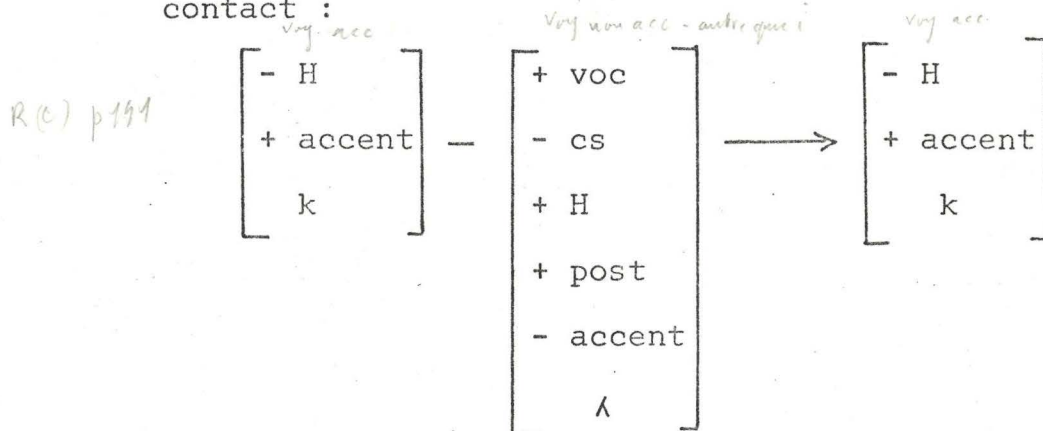 contact :
voy. acc voy non acc - autre que i voy acc.
- H + voc - H
R(c) p191 + accent — - cs → + accent
k + H k
+ post
- accent
ʎ